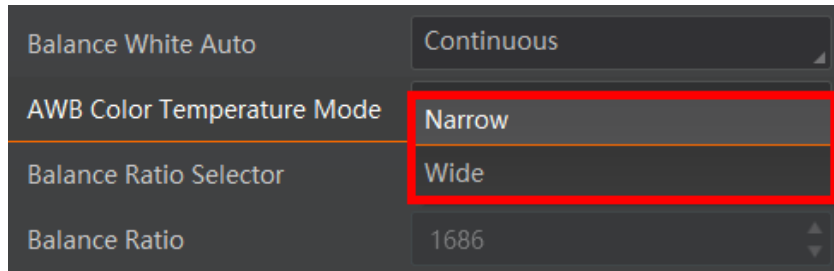 Balance White Auto Continuous
AWB Color Temperature Mode Narrow
Balance Ratio Selector Wide
Balance Ratio 1686